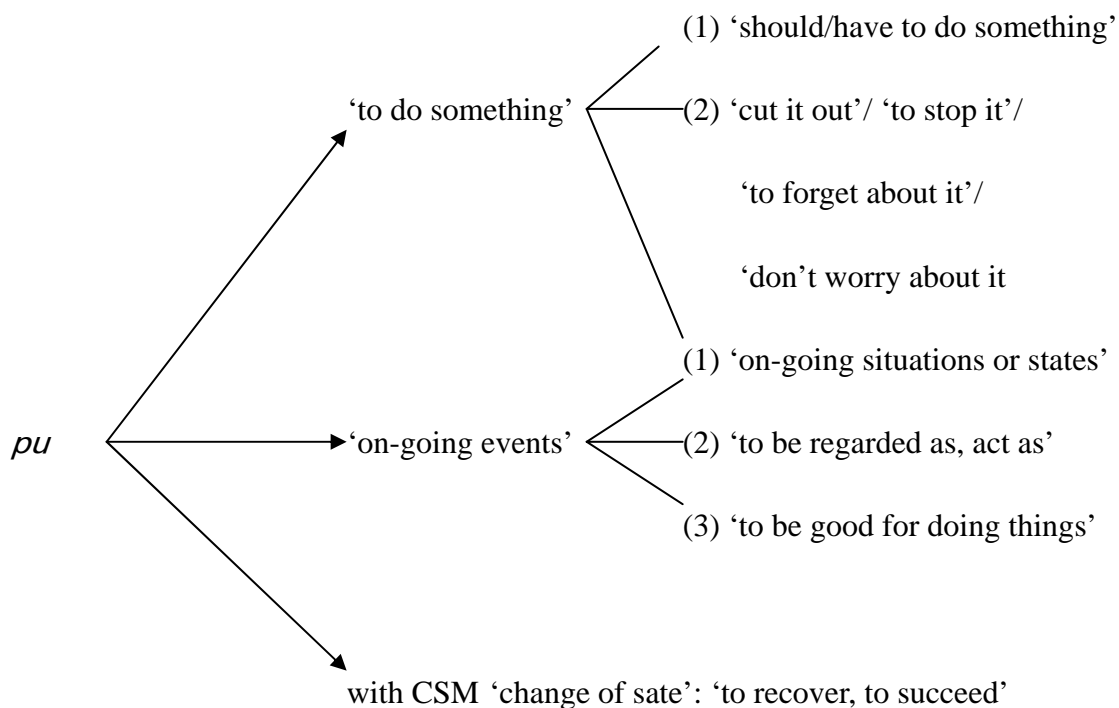 (1) ‘should/have to do something’
‘to do something’ (2) ‘cut it out’/ ‘to stop it’/
‘to forget about it’/
‘don’t worry about it
(1) ‘on-going situations or states’
pu ‘on-going events’ (2) ‘to be regarded as, act as’
(3) ‘to be good for doing things’
with CSM ‘change of sate’: ‘to recover, to succeed’